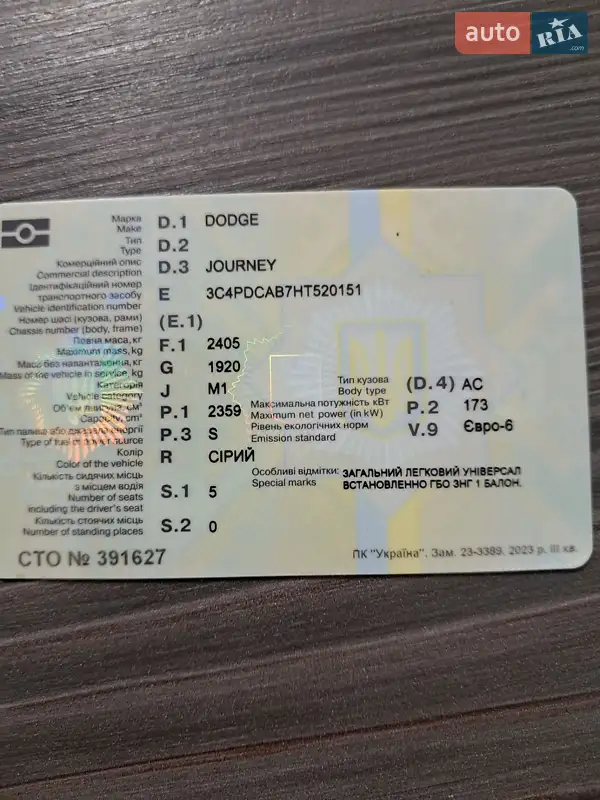 auto RIA .com
Марка D.1 DODGE
Make
Тип D.2
Type
Комерційний опис D.3 JOURNEY
Commercial description
Ідентифікаційний номер
транспортного засобу E 3C4PDCAB7HT520151
Vehicle identification number
Номер шасі (кузова, рами) (E.1)
Chassis number (body, frame)
Повна маса, кг F.1 2405
Maximum mass, kg
Маса без навантаження, кг G 1920
Mass of the vehicle in service, kg
Категорія J M1 Тип кузова (D.4) AC
Vehicle category Body type
Об'єм двигуна, см³ P.1 2359 Максимальна потужність кВт P.2 173
Capacity, cm³ Maximum net power (in kW)
Тип пального або джерела енергії P.3 S Рівень екологічних норм V.9 Євро-6
Type of fuel or power source Emission standard
Колір R СІРИЙ
Color of the vehicle
Кількість сидячих місць Особливі відмітки: ЗАГАЛЬНИЙ ЛЕГКОВИЙ УНІВЕРСАЛ
з місцем водія S.1 5 Special marks ВСТАНОВЛЕННО ГБО ЗНГ 1 БАЛОН.
Number of seats
including the driver's seat
Кількість стоячих місць S.2 0
Number of standing places
СТО № 391627 ПК "Україна". Зам. 23-3389. 2023 р. III кв.